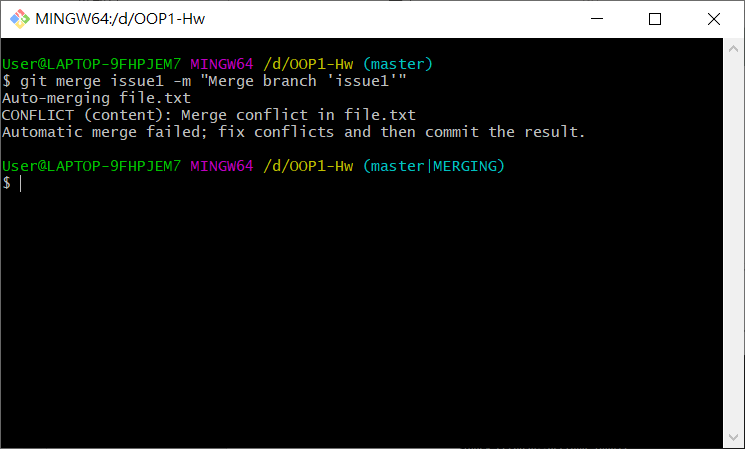 MINGW64:/d/OOP1-Hw
User@LAPTOP-9FHPJEM7 MINGW64 /d/OOP1-Hw (master)
$ git merge issue1 -m "Merge branch 'issue1'"
Auto-merging file.txt
CONFLICT (content): Merge conflict in file.txt
Automatic merge failed; fix conflicts and then commit the result.
User@LAPTOP-9FHPJEM7 MINGW64 /d/OOP1-Hw (master|MERGING)
$